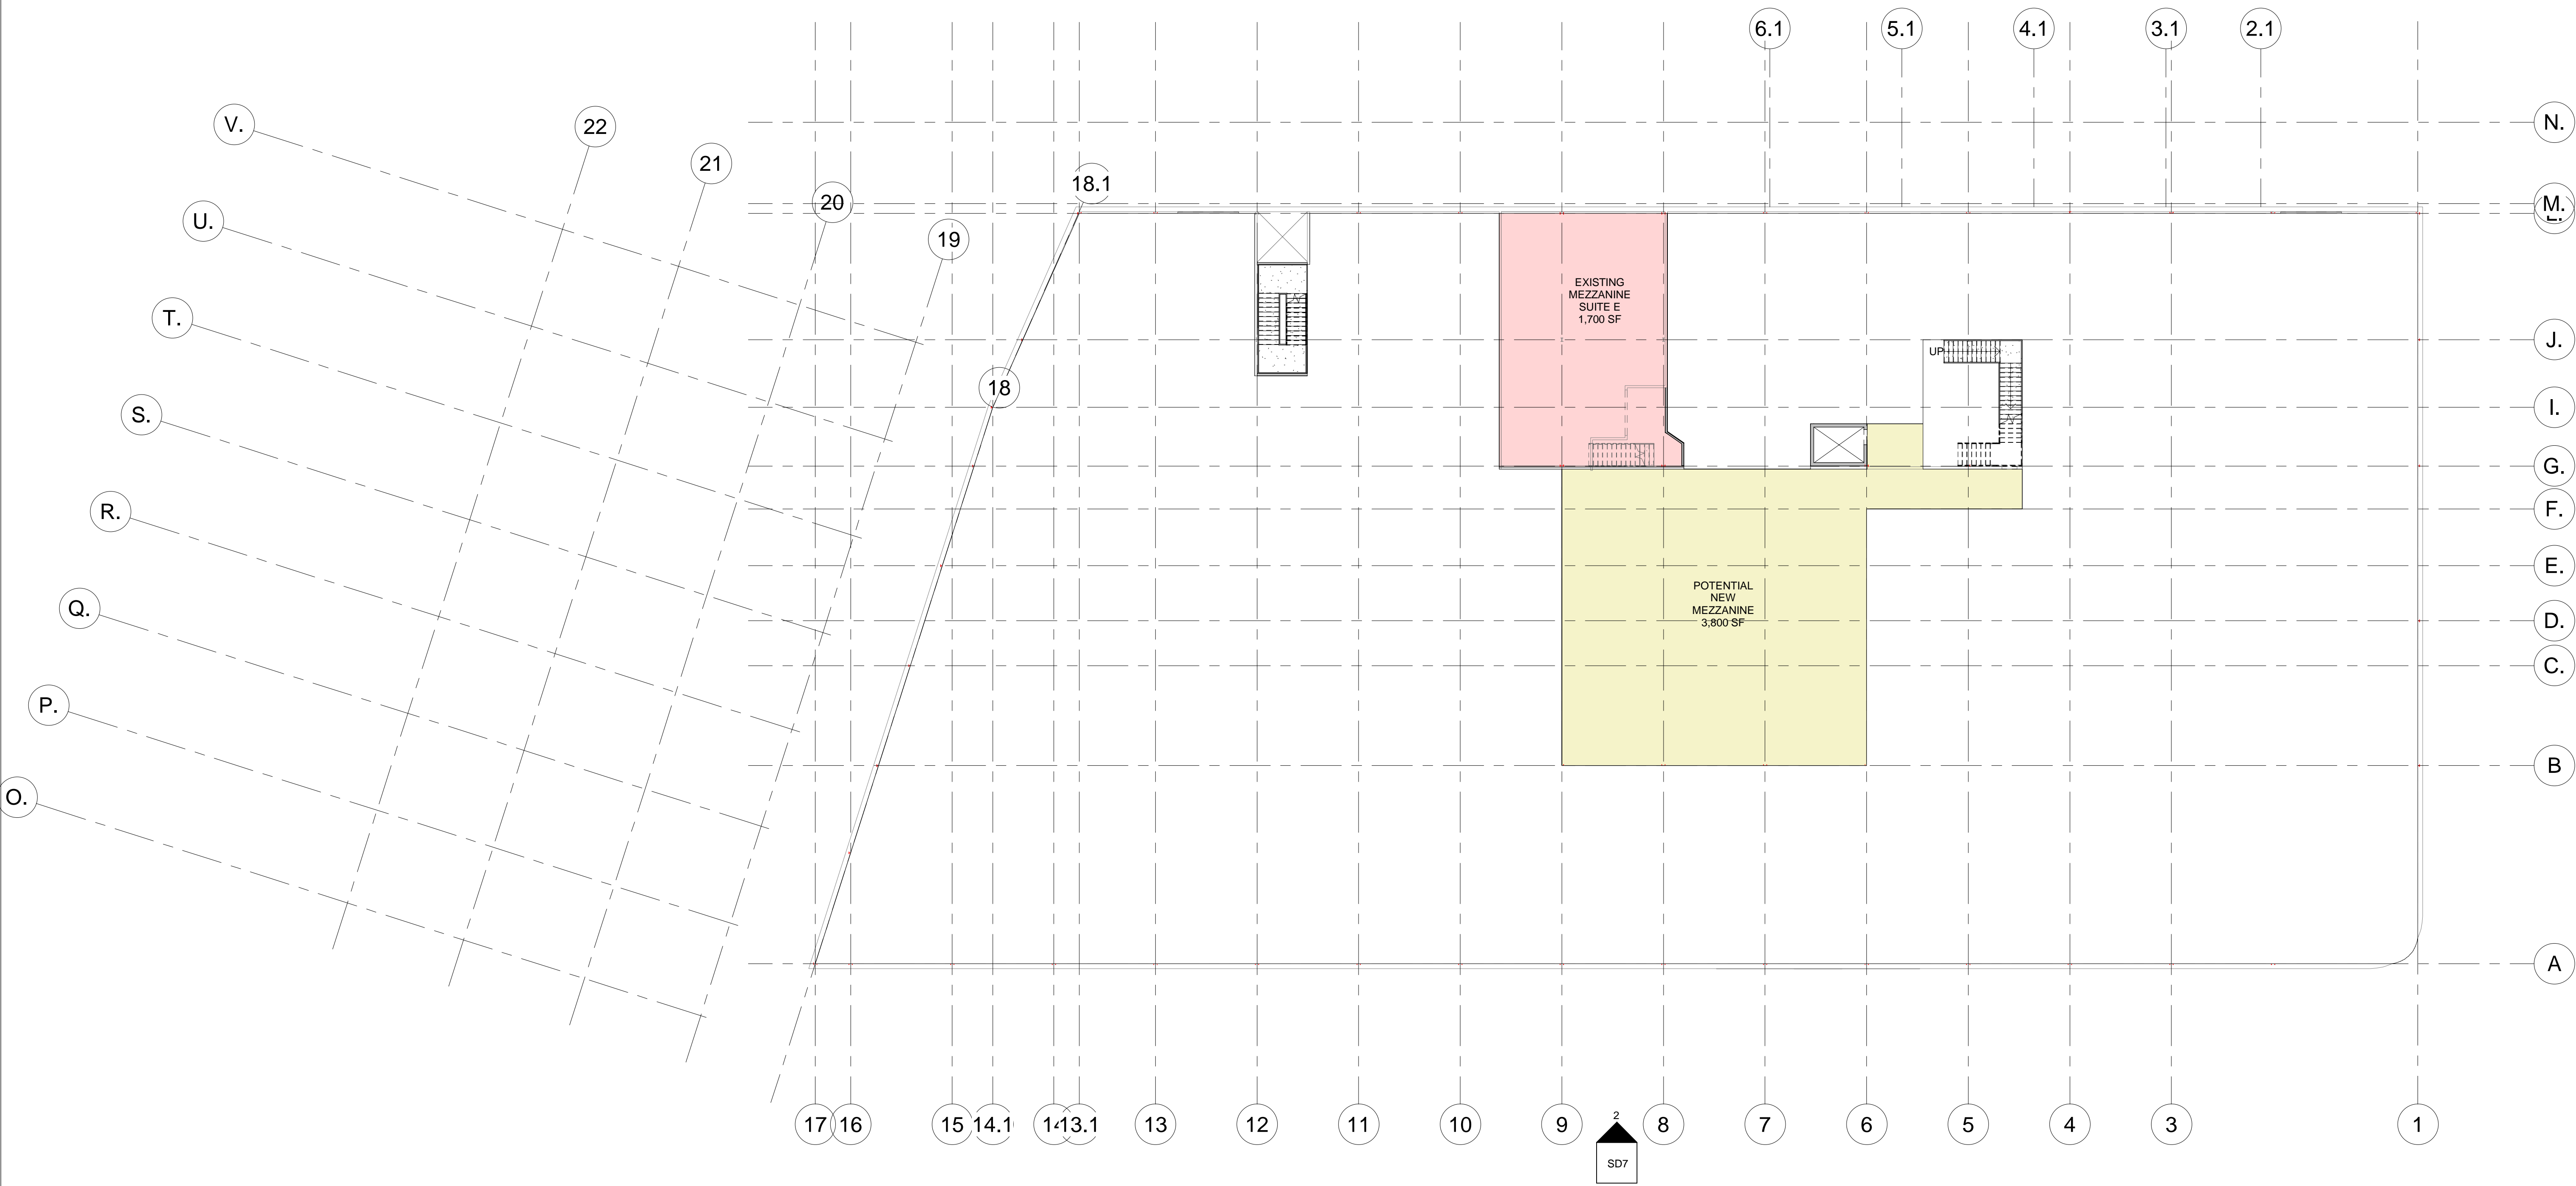 6.1
5.1
4.1
3.1
2.1
V.
22
N.
21
18.1
20
M.
U.
19
T.
EXISTING
MEZZANINE
SUITE E
1,700 SF
J.
UP
18
I.
S.
G.
R.
F.
E.
POTENTIAL
NEW
MEZZANINE
3,800 SF
Q.
D.
C.
P.
B
O.
A
17
16
15
14.1
14
13.1
13
12
11
10
9
8
7
6
5
4
3
1
2
SD7